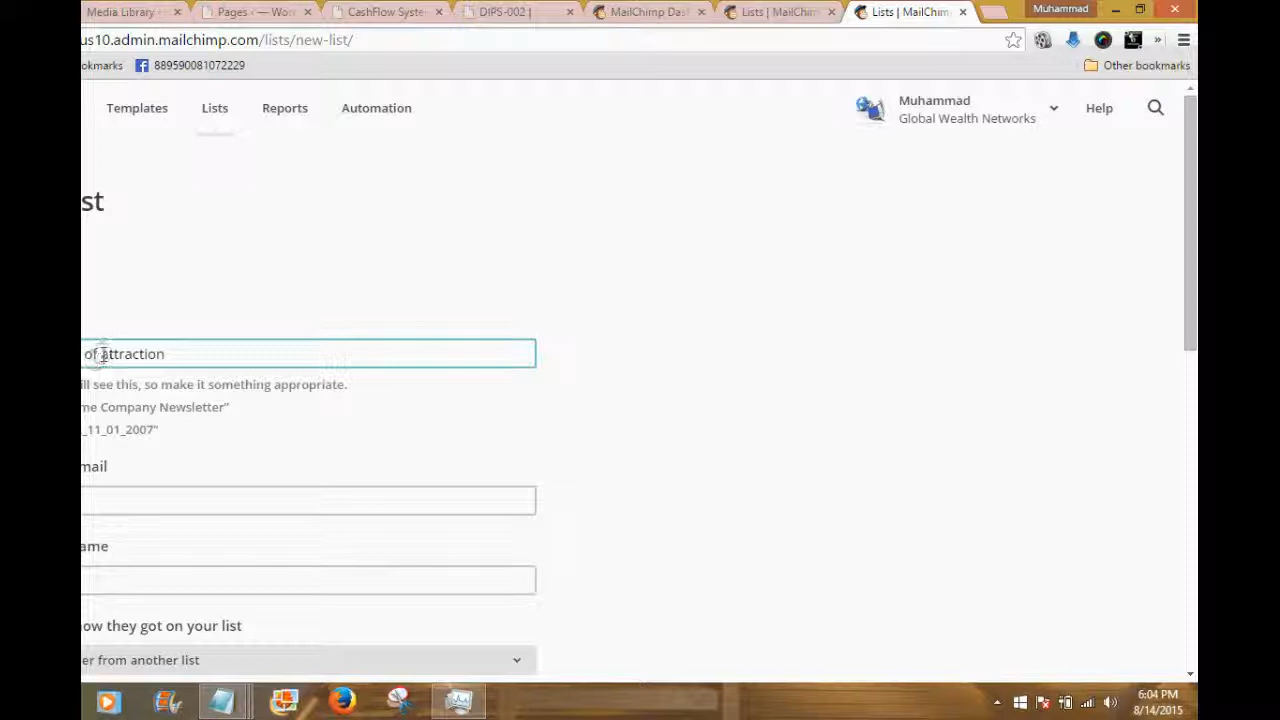 Media Library
Pages ‹ — Wor
CashFlow Syste
DIPS-002 |
MailChimp Das
Lists | MailChim
Lists | MailChim
Muhammad
us10.admin.mailchimp.com/lists/new-list/
okmarks
889590081072229
Other bookmarks
Templates
Lists
Reports
Automation
Muhammad
Global Wealth Networks
Help
st
of attraction
ill see this, so make it something appropriate.
me Company Newsletter”
_11_01_2007”
mail
ame
ow they got on your list
er from another list
6:04 PM
8/14/2015